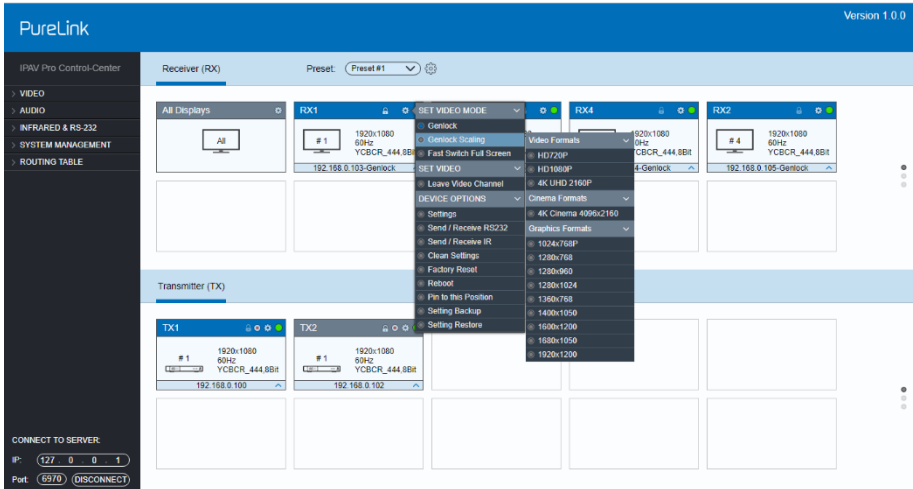 PureLink
Version 1.0.0
IPAV Pro Control-Center
VIDEO
AUDIO
INFRARED & RS-232
SYSTEM MANAGEMENT
ROUTING TABLE
CONNECT TO SERVER:
IP: 127 . 0 . 0 . 1
Port: 6970 DISCONNECT
Receiver (RX)
Preset: Preset #1
All Displays
All
RX1
# 1
1920x1080
60Hz
YCBCR_444,8Bit
192.168.0.103-Genlock
SET VIDEO MODE
Genlock
Genlock Scaling
Fast Switch Full Screen
SET VIDEO
Leave Video Channel
DEVICE OPTIONS
Settings
Send / Receive RS232
Send / Receive IR
Clean Settings
Factory Reset
Reboot
Pin to this Position
Setting Backup
Setting Restore
Video Formats
HD720P
HD1080P
4K UHD 2160P
Cinema Formats
4K Cinema 4096x2160
Graphics Formats
1024x768P
1280x768
1280x960
1280x1024
1360x768
1400x1050
1600x1200
1680x1050
1920x1200
RX4
1920x1080
0Hz
YCBCR_444,8Bit
4-Genlock
RX2
# 4
1920x1080
60Hz
YCBCR_444,8Bit
192.168.0.105-Genlock
Transmitter (TX)
TX1
# 1
1920x1080
60Hz
YCBCR_444,8Bit
192.168.0.100
TX2
# 1
1920x1080
60Hz
YCBCR_444,8Bit
192.168.0.102